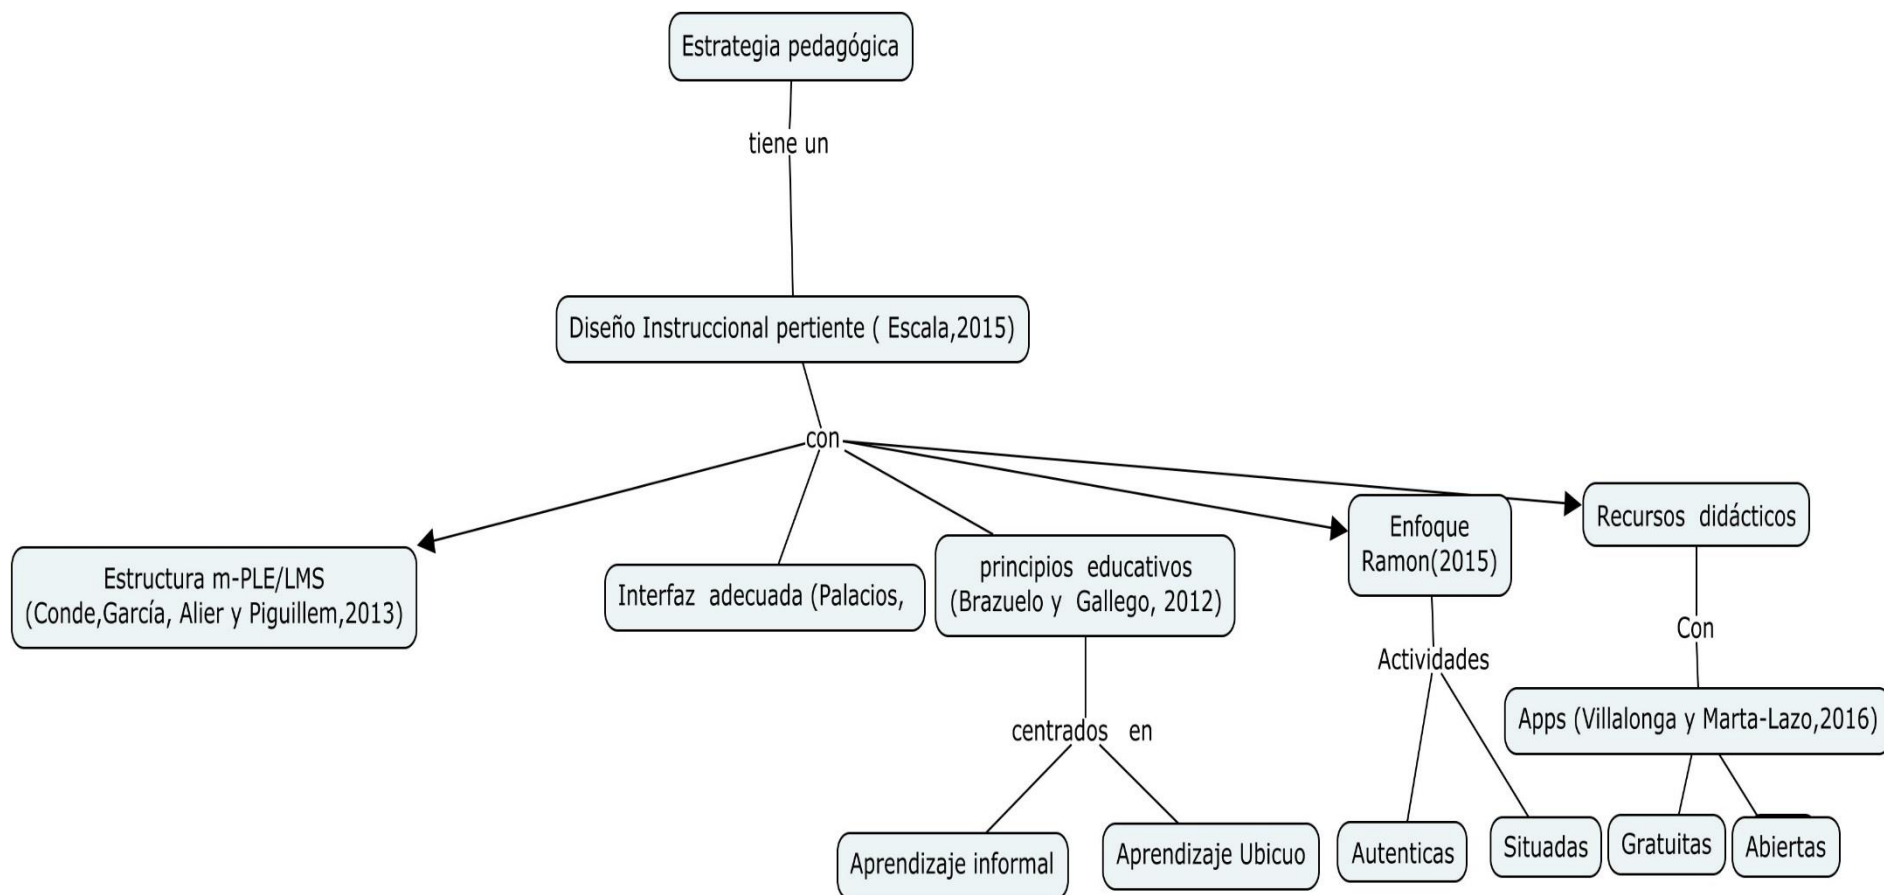 Estrategia pedagógica
tiene un
Diseño Instruccional pertiente ( Escala,2015)
con
Estructura m-PLE/LMS
(Conde,García, Alier y Piguillem,2013)
Interfaz adecuada (Palacios,
principios educativos
(Brazuelo y Gallego, 2012)
Enfoque
Ramon(2015)
Recursos didácticos
centrados en
Actividades
Con
Apps (Villalonga y Marta-Lazo,2016)
Aprendizaje informal
Aprendizaje Ubicuo
Autenticas
Situadas
Gratuitas
Abiertas